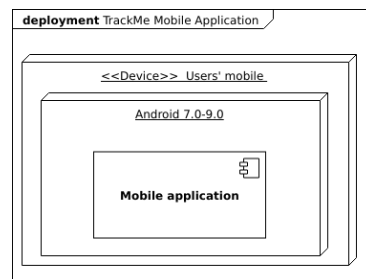 deployment TrackMe Mobile Application
<<Device>> Users' mobile
Android 7.0-9.0
Mobile application